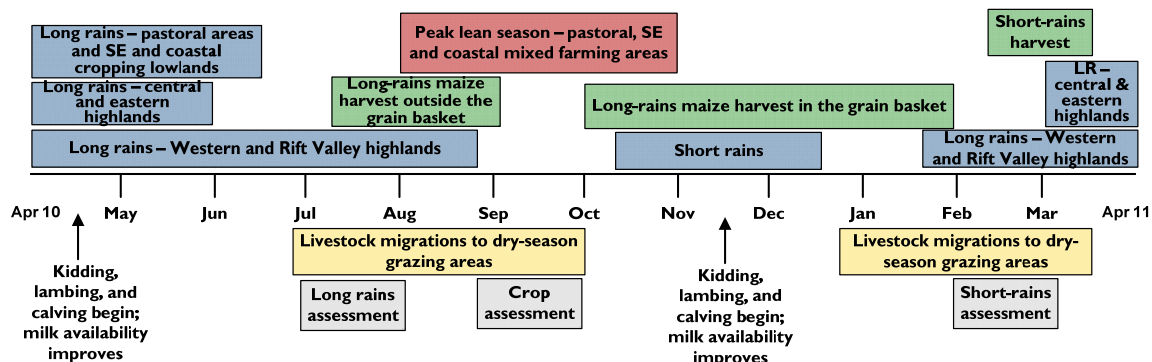 Long rains – pastoral areas
and SE and coastal
cropping lowlands
Peak lean season – pastoral, SE
and coastal mixed farming areas
Short-rains
harvest
Long rains – central
and eastern
highlands
Long-rains maize
harvest outside the
grain basket
Long-rains maize harvest in the grain basket
LR –
central &
eastern
highlands
Long rains – Western and Rift Valley highlands
Short rains
Long rains – Western
and Rift Valley highlands
Apr 10
May
Jun
Jul
Aug
Sep
Oct
Nov
Dec
Jan
Feb
Mar
Apr 11
Livestock migrations to dry-season
grazing areas
Livestock migrations to dry-
season grazing areas
Kidding,
lambing, and
calving begin;
milk availability
improves
Long rains
assessment
Crop
assessment
Kidding,
lambing, and
calving begin;
milk availability
improves
Short-rains
assessment